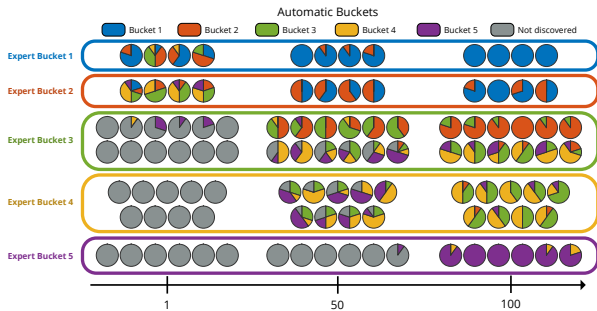 Automatic Buckets
Bucket 1 Bucket 2 Bucket 3 Bucket 4 Bucket 5 Not discovered
Expert Bucket 1
Expert Bucket 2
Expert Bucket 3
Expert Bucket 4
Expert Bucket 5
1 50 100